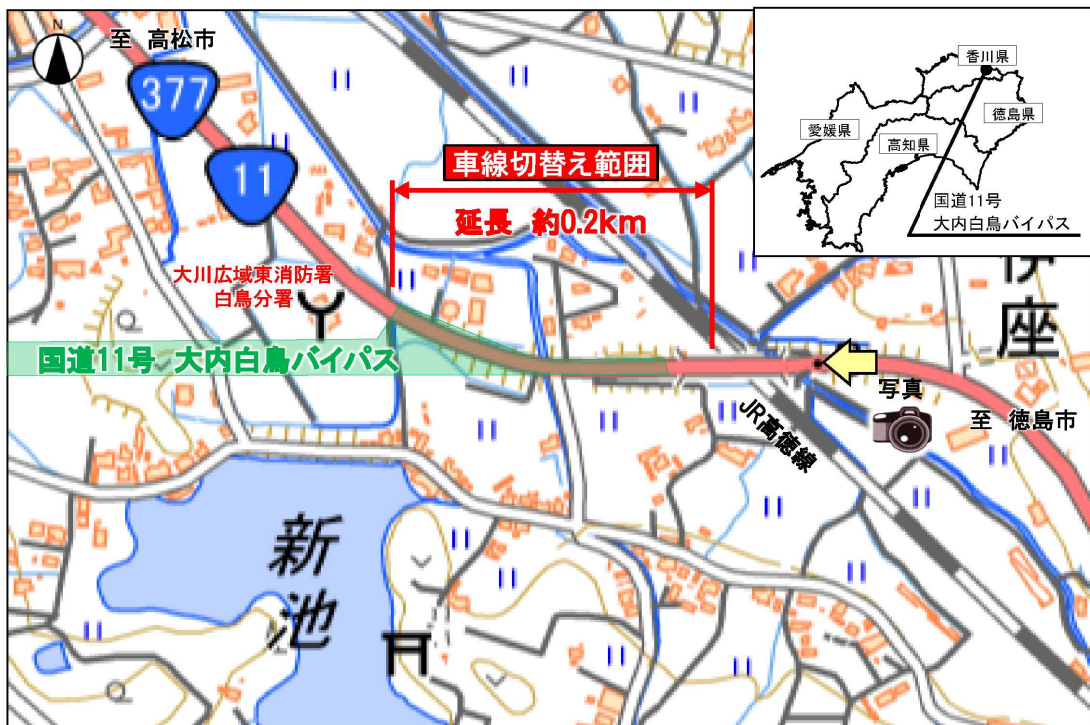 N
至 高松市
377
11
車線切替え範囲
延長 約0.2km
大川広域東消防署
白鳥分署
国道11号 大内白鳥バイパス
写真
至 徳島市
JR高徳線
新池
伊座
香川県
徳島県
愛媛県
高知県
国道11号
大内白鳥バイパス